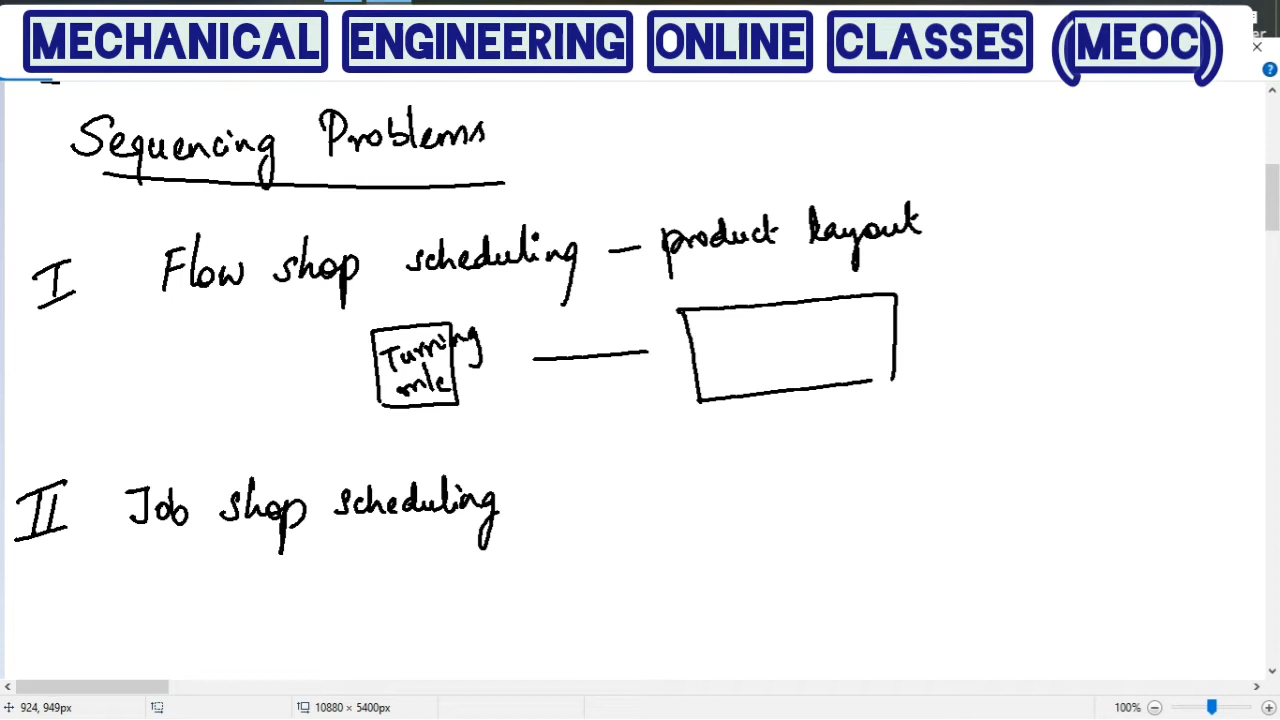 MECHANICAL ENGINEERING ONLINE CLASSES (MEOC)
Sequencing Problems
I Flow shop scheduling – product layout
Turning
m/c
II Job shop scheduling
924, 949px
10880 × 5400px
100%